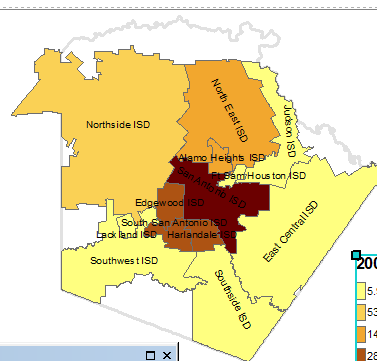 Northside ISD
North East ISD
Judson ISD
Alamo Heights ISD
Ft Sam Houston ISD
San Antonio ISD
Edgewood ISD
South San Antonio ISD
Lackland ISD
Harlandale ISD
East Central ISD
Southwest ISD
Southside ISD
200
5.9
53
14
28